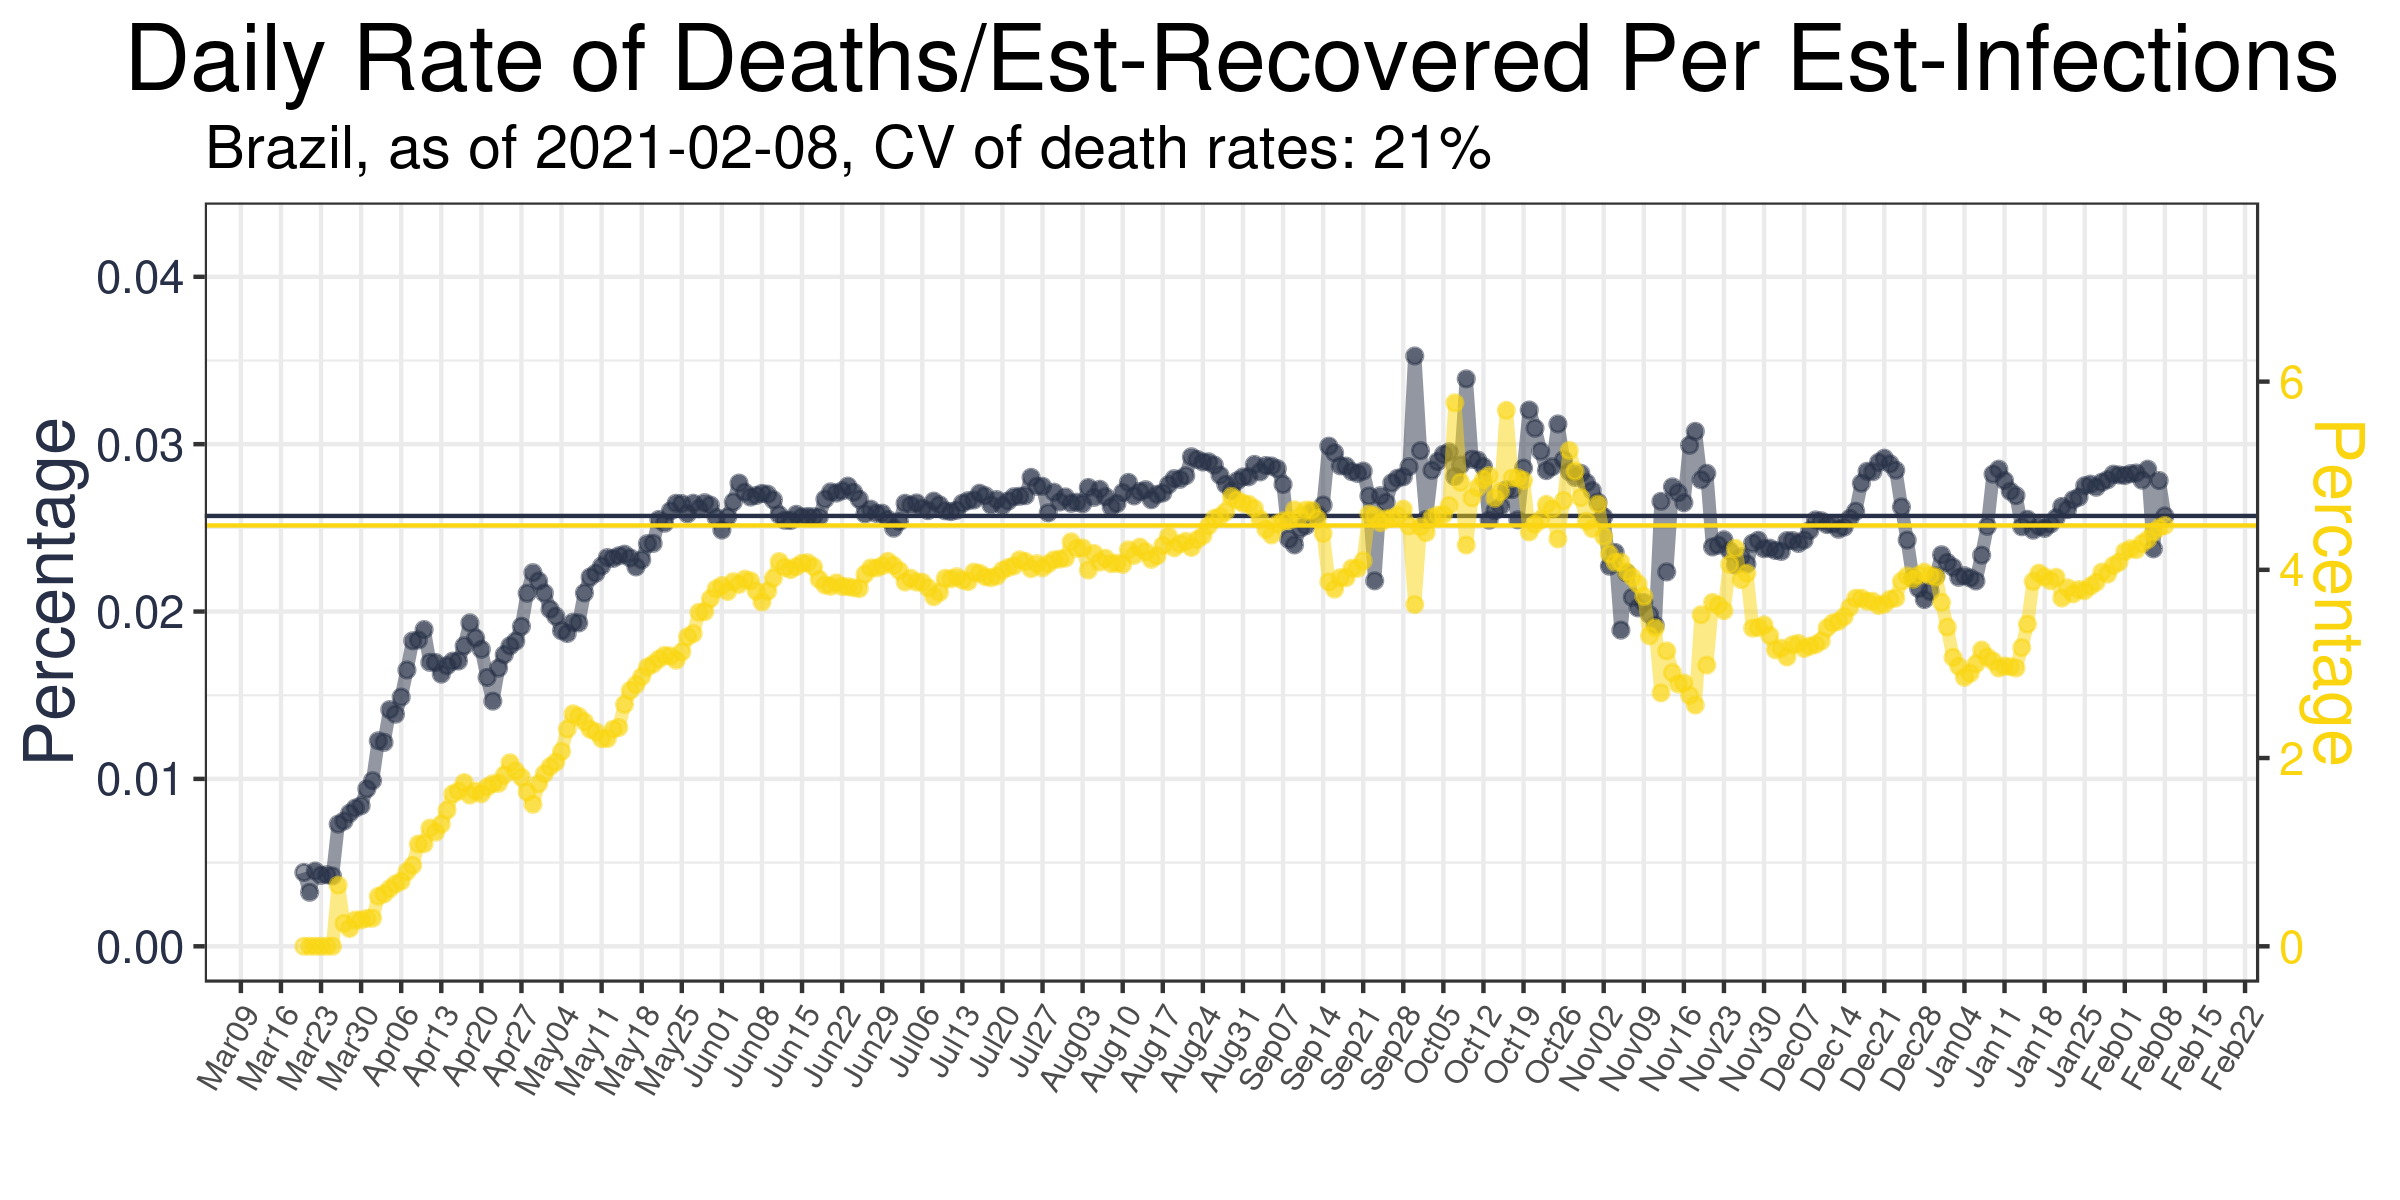 Daily Rate of Deaths/Est-Recovered Per Est-Infections
Brazil, as of 2021-02-08, CV of death rates: 21%
Percentage
0.04
0.03
0.02
0.01
0.00
6
4
2
0
Percentage
Mar09
Mar16
Mar23
Mar30
Apr06
Apr13
Apr20
Apr27
May04
May11
May18
May25
Jun01
Jun08
Jun15
Jun22
Jun29
Jul06
Jul13
Jul20
Jul27
Aug03
Aug10
Aug17
Aug24
Aug31
Sep07
Sep14
Sep21
Sep28
Oct05
Oct12
Oct19
Oct26
Nov02
Nov09
Nov16
Nov23
Nov30
Dec07
Dec14
Dec21
Dec28
Jan04
Jan11
Jan18
Jan25
Feb01
Feb08
Feb15
Feb22